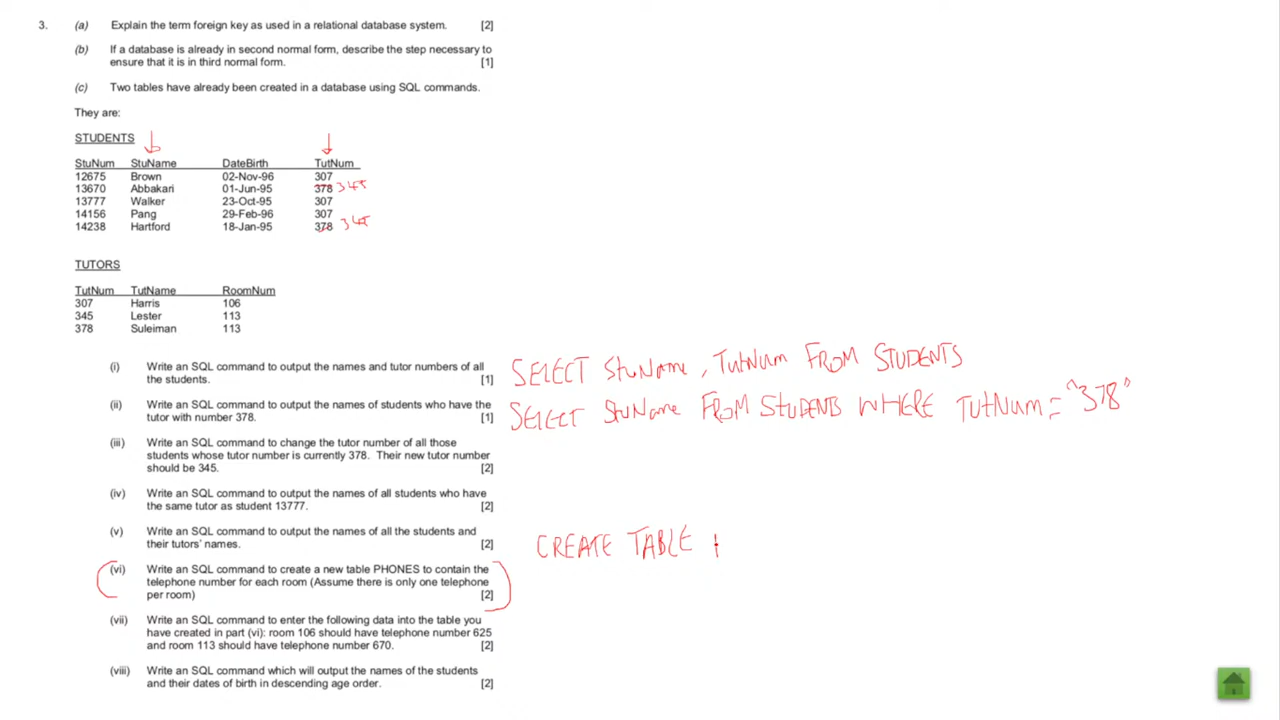 3. (a) Explain the term foreign key as used in a relational database system. [2]
(b) If a database is already in second normal form, describe the step necessary to
ensure that it is in third normal form. [1]
(c) Two tables have already been created in a database using SQL commands.
They are:
STUDENTS
StuNum StuName DateBirth TutNum
12675 Brown 02-Nov-96 307
13670 Abbakari 01-Jun-95 378 345
13777 Walker 23-Oct-95 307
14156 Pang 29-Feb-96 307
14238 Hartford 18-Jan-95 378 345
TUTORS
TutNum TutName RoomNum
307 Harris 106
345 Lester 113
378 Suleiman 113
(i) Write an SQL command to output the names and tutor numbers of all
the students. [1]
SELECT StuName, TutNum FROM STUDENTS
(ii) Write an SQL command to output the names of students who have the
tutor with number 378. [1]
SELECT StuName FROM STUDENTS WHERE TutNum = "378"
(iii) Write an SQL command to change the tutor number of all those
students whose tutor number is currently 378. Their new tutor number
should be 345. [2]
(iv) Write an SQL command to output the names of all students who have
the same tutor as student 13777. [2]
(v) Write an SQL command to output the names of all the students and
their tutors' names. [2]
CREATE TABLE
(vi) Write an SQL command to create a new table PHONES to contain the
telephone number for each room (Assume there is only one telephone
per room) [2]
(vii) Write an SQL command to enter the following data into the table you
have created in part (vi): room 106 should have telephone number 625
and room 113 should have telephone number 670. [2]
(viii) Write an SQL command which will output the names of the students
and their dates of birth in descending age order. [2]